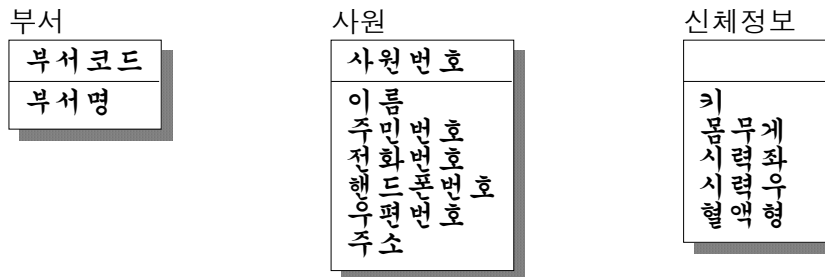 부서
부서코드
부서명
사원
사원번호
이름
주민번호
전화번호
핸드폰번호
우편번호
주소
신체정보
키
몸무게
시력좌
시력우
혈액형